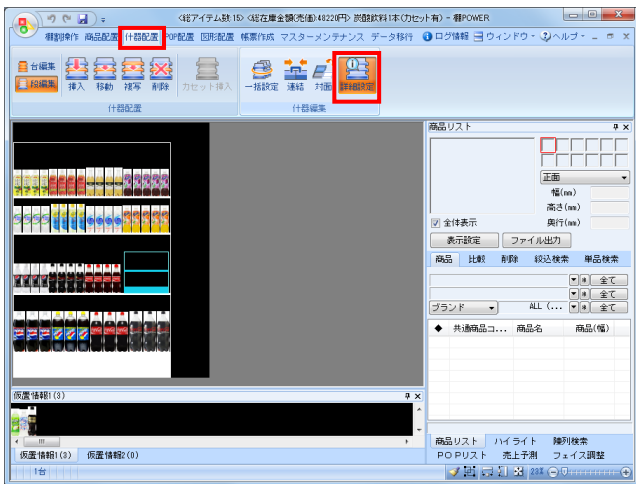 <総アイテム数:15> <総在庫金額(売価):48220円> 炭酸飲料1本(力セット有) - 棚POWER
棚割操作 商品配置 什器配置 POP配置 図形配置 帳票作成 マスターメンテナンス データ移行 ログ情報 ウィンドウ ヘルプ
台編集
段編集
挿入 移動 複写 削除 カセット挿入 一括設定 連結 対面 詳細設定
什器配置 什器編集
商品リスト
正面
幅(mm)
高さ(mm)
奥行(mm)
全体表示
表示設定 ファイル出力
商品 比較 削除 絞込検索 単品検索
* 全て
* 全て
ブランド ALL (... * 全て
◆ 共通商品コ... 商品名 商品(幅)
仮置情報1(3)
商品リスト ハイライト 陳列検索
仮置情報1(3) 仮置情報2(0)
POPリスト 売上予測 フェイス調整
1台
23%